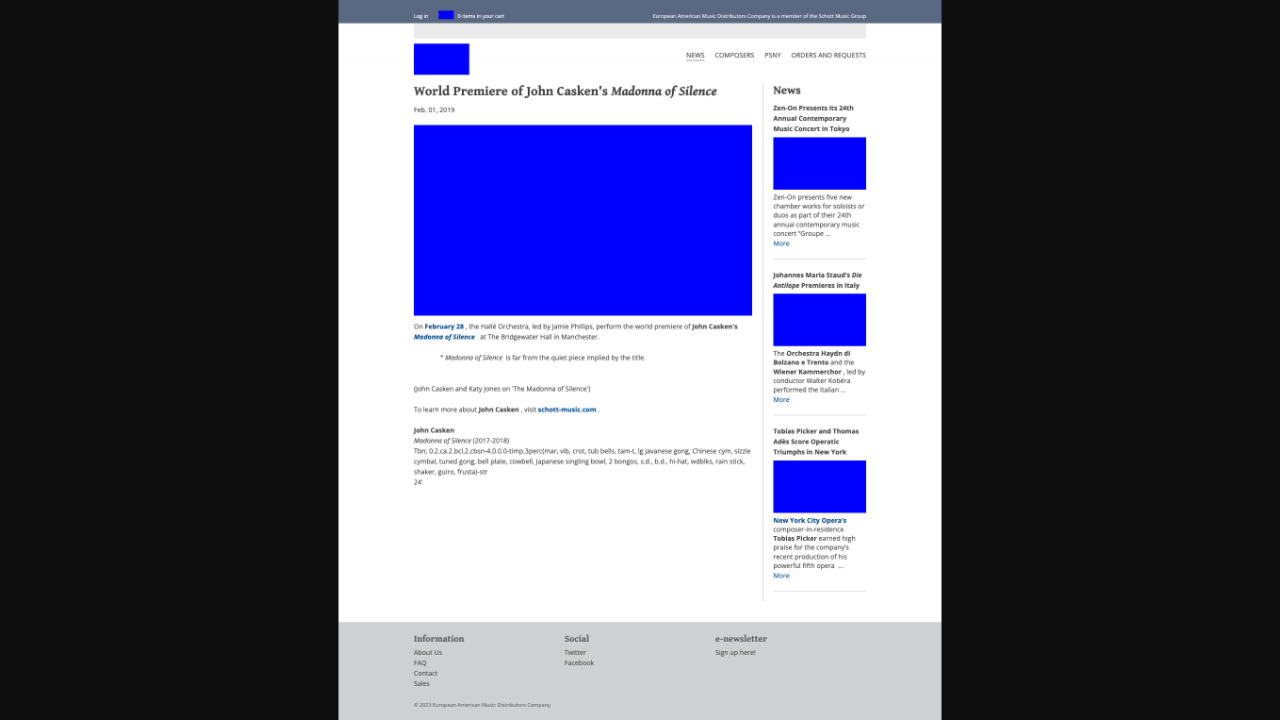 Log in
0 items in your cart
European American Music Distributors Company is a member of the Schott Music Group
NEWS
COMPOSERS
PSNY
ORDERS AND REQUESTS
World Premiere of John Casken's Madonna of Silence
Feb. 01, 2019
On February 28 , the Hallé Orchestra, led by Jamie Phillips, perform the world premiere of John Casken's
Madonna of Silence at The Bridgewater Hall in Manchester.
" Madonna of Silence is far from the quiet piece implied by the title.
(John Casken and Katy Jones on 'The Madonna of Silence')
To learn more about John Casken , visit schott-music.com .
John Casken
Madonna of Silence (2017-2018)
Tbn; 0.2.ca.2.bcl.2.cbsn-4.0.0.0-timp.3perc(mar, vib, crot, tub bells, tam-t, lg Javanese gong, Chinese cym, sizzle
cymbal, tuned gong, bell plate, cowbell, Japanese singling bowl, 2 bongos, s.d., b.d., hi-hat, wdblks, rain stick,
shaker, guiro, frusta)-str
24'
News
Zen-On Presents its 24th
Annual Contemporary
Music Concert in Tokyo
Zen-On presents five new
chamber works for soloists or
duos as part of their 24th
annual contemporary music
concert "Groupe ...
More
Johannes Maria Staud's Die
Antilope Premieres in Italy
The Orchestra Haydn di
Bolzano e Trento and the
Wiener Kammerchor , led by
conductor Walter Kobéra
performed the Italian ...
More
Tobias Picker and Thomas
Adès Score Operatic
Triumphs in New York
New York City Opera's
composer-in-residence
Tobias Picker earned high
praise for the company's
recent production of his
powerful fifth opera ...
More
Information
About Us
FAQ
Contact
Sales
Social
Twitter
Facebook
e-newsletter
Sign up here!
© 2023 European American Music Distributors Company